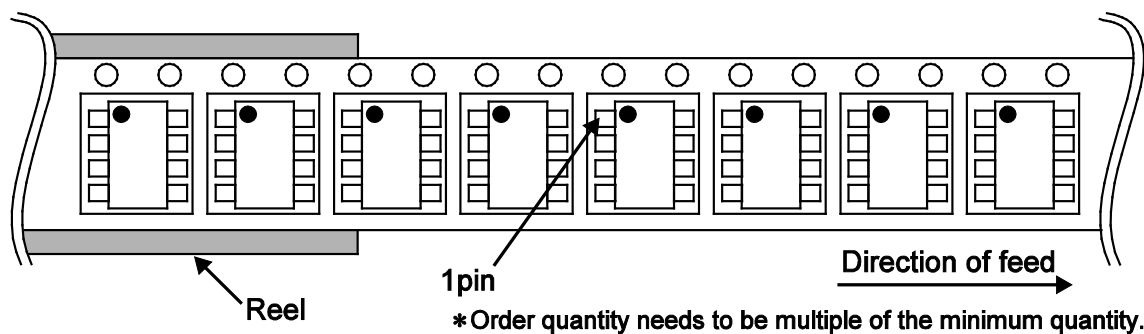 Direction of feed
1pin
Reel
*Order quantity needs to be multiple of the minimum quantity.